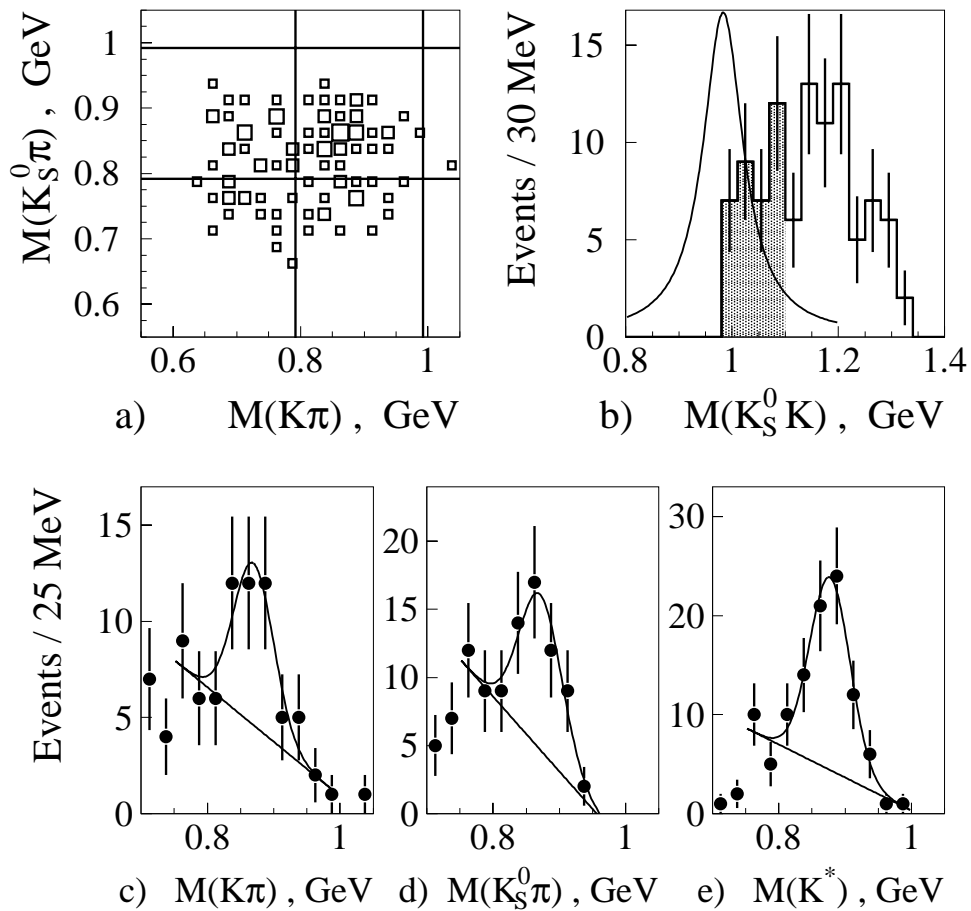 M(K⁰_Sπ) , GeV
1
0.9
0.8
0.7
0.6
0.6 0.8 1
a) M(Kπ) , GeV
Events / 30 MeV
15
10
5
0
0.8 1 1.2 1.4
b) M(K⁰_S K) , GeV
Events / 25 MeV
15
10
5
0
0.8 1
c) M(Kπ) , GeV
20
15
10
5
0
0.8 1
d) M(K⁰_Sπ) , GeV
30
20
10
0
0.8 1
e) M(K*) , GeV